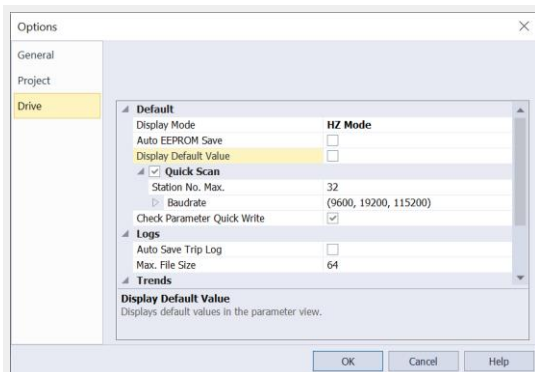 Options
General
Project
Drive
Default
Display Mode HZ Mode
Auto EEPROM Save
Display Default Value
Quick Scan
Station No. Max. 32
Baudrate (9600, 19200, 115200)
Check Parameter Quick Write
Logs
Auto Save Trip Log
Max. File Size 64
Trends
Display Default Value
Displays default values in the parameter view.
OK Cancel Help